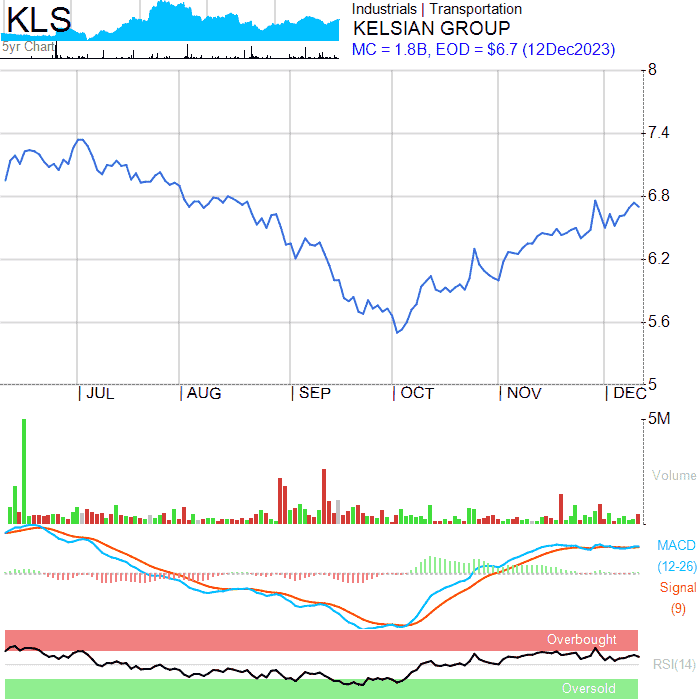 KLS
5yr Chart
Industrials | Transportation
KELSIAN GROUP
MC = 1.8B, EOD = $6.7 (12Dec2023)
8
7.4
6.8
6.2
5.6
5
| JUL | AUG | SEP | OCT | NOV | DEC
5M
Volume
MACD
(12-26)
Signal
(9)
Overbought
RSI(14)
Oversold